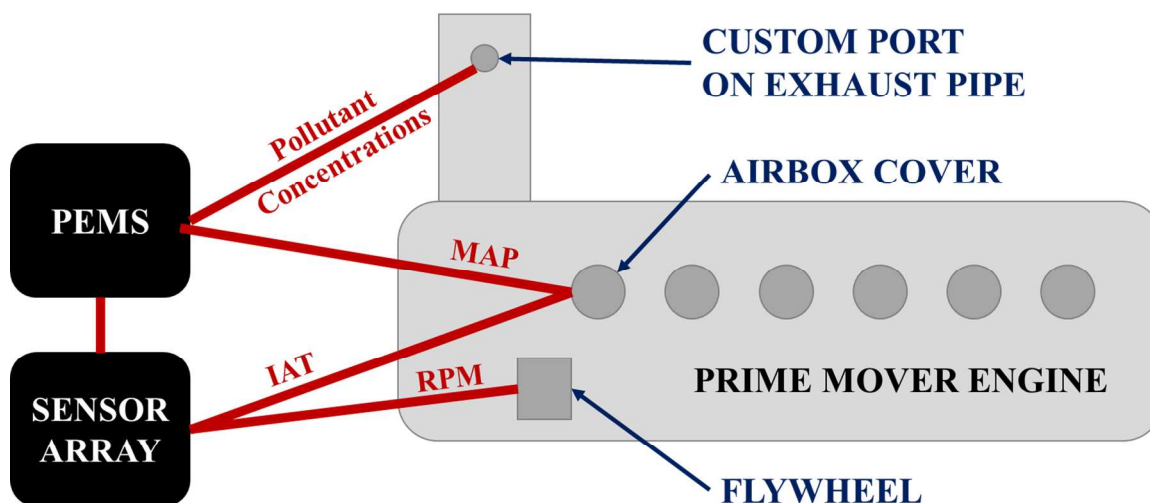 CUSTOM PORT
ON EXHAUST PIPE
Pollutant
Concentrations
AIRBOX COVER
PEMS
MAP
IAT
RPM
PRIME MOVER ENGINE
SENSOR
ARRAY
FLYWHEEL